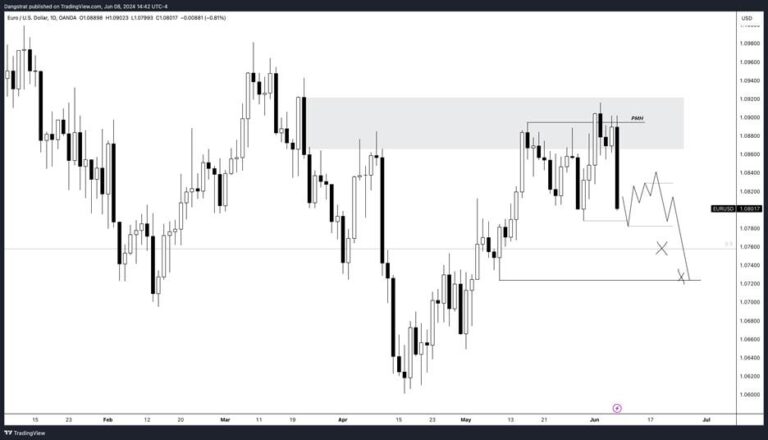 Dangstrat published on TradingView.com, Jun 08, 2024 14:42 UTC-4
Euro / U.S. Dollar, 1D, OANDA O1.08898 H1.09023 L1.07993 C1.08017 −0.00881 (−0.81%)
USD
1.09800
1.09600
1.09400
1.09200
1.09000
PMH
1.08800
1.08600
1.08400
1.08200
EURUSD 1.08017
1.07800
1.07600
0.5
1.07400
1.07200
1.07000
1.06800
1.06600
1.06400
1.06200
1.06000
15 23 Feb 12 20 Mar 12 19 Apr 15 23 May 13 21 Jun 17 Jul
TradingView